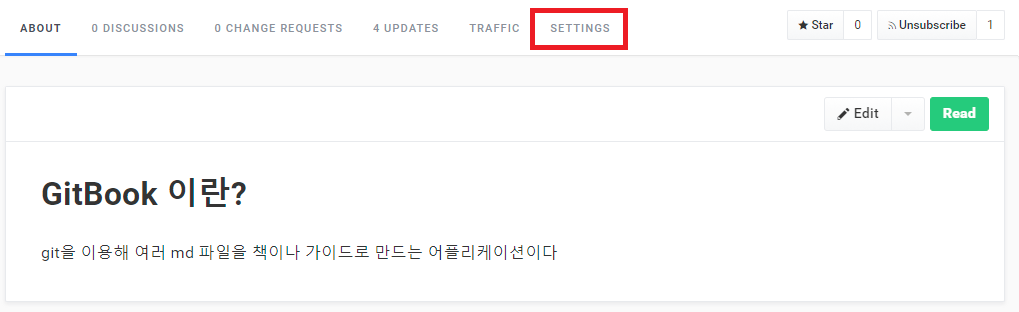 ABOUT 0 DISCUSSIONS 0 CHANGE REQUESTS 4 UPDATES TRAFFIC SETTINGS Star 0 Unsubscribe 1
Edit Read
GitBook 이란?
git을 이용해 여러 md 파일을 책이나 가이드로 만드는 어플리케이션이다